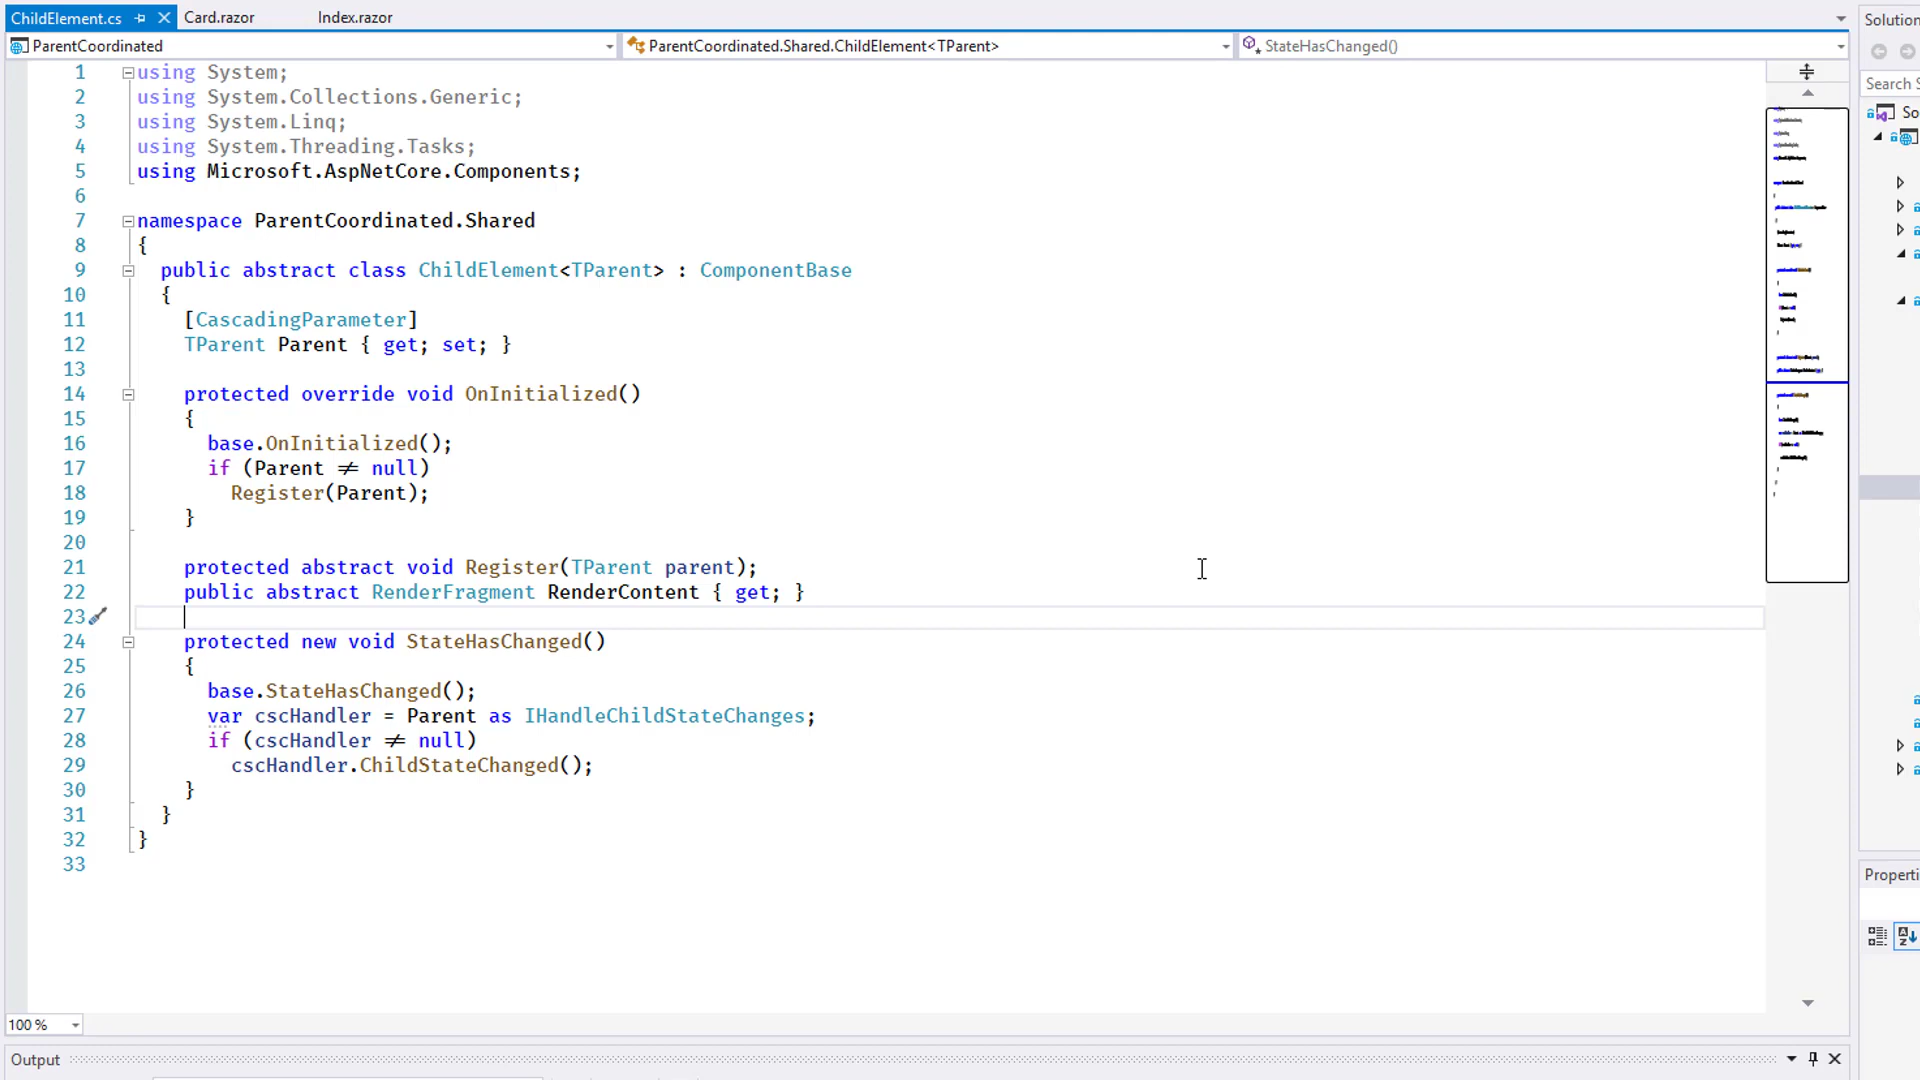 ChildElement.cs
Card.razor
Index.razor
Solution
ParentCoordinated
ParentCoordinated.Shared.ChildElement<TParent>
StateHasChanged()
Search S
So
1 using System;
2 using System.Collections.Generic;
3 using System.Linq;
4 using System.Threading.Tasks;
5 using Microsoft.AspNetCore.Components;
6
7 namespace ParentCoordinated.Shared
8 {
9 public abstract class ChildElement<TParent> : ComponentBase
10 {
11 [CascadingParameter]
12 TParent Parent { get; set; }
13
14 protected override void OnInitialized()
15 {
16 base.OnInitialized();
17 if (Parent ≠ null)
18 Register(Parent);
19 }
20
21 protected abstract void Register(TParent parent);
22 public abstract RenderFragment RenderContent { get; }
23
24 protected new void StateHasChanged()
25 {
26 base.StateHasChanged();
27 var cscHandler = Parent as IHandleChildStateChanges;
28 if (cscHandler ≠ null)
29 cscHandler.ChildStateChanged();
30 }
31 }
32 }
33
Properti
100 %
Output